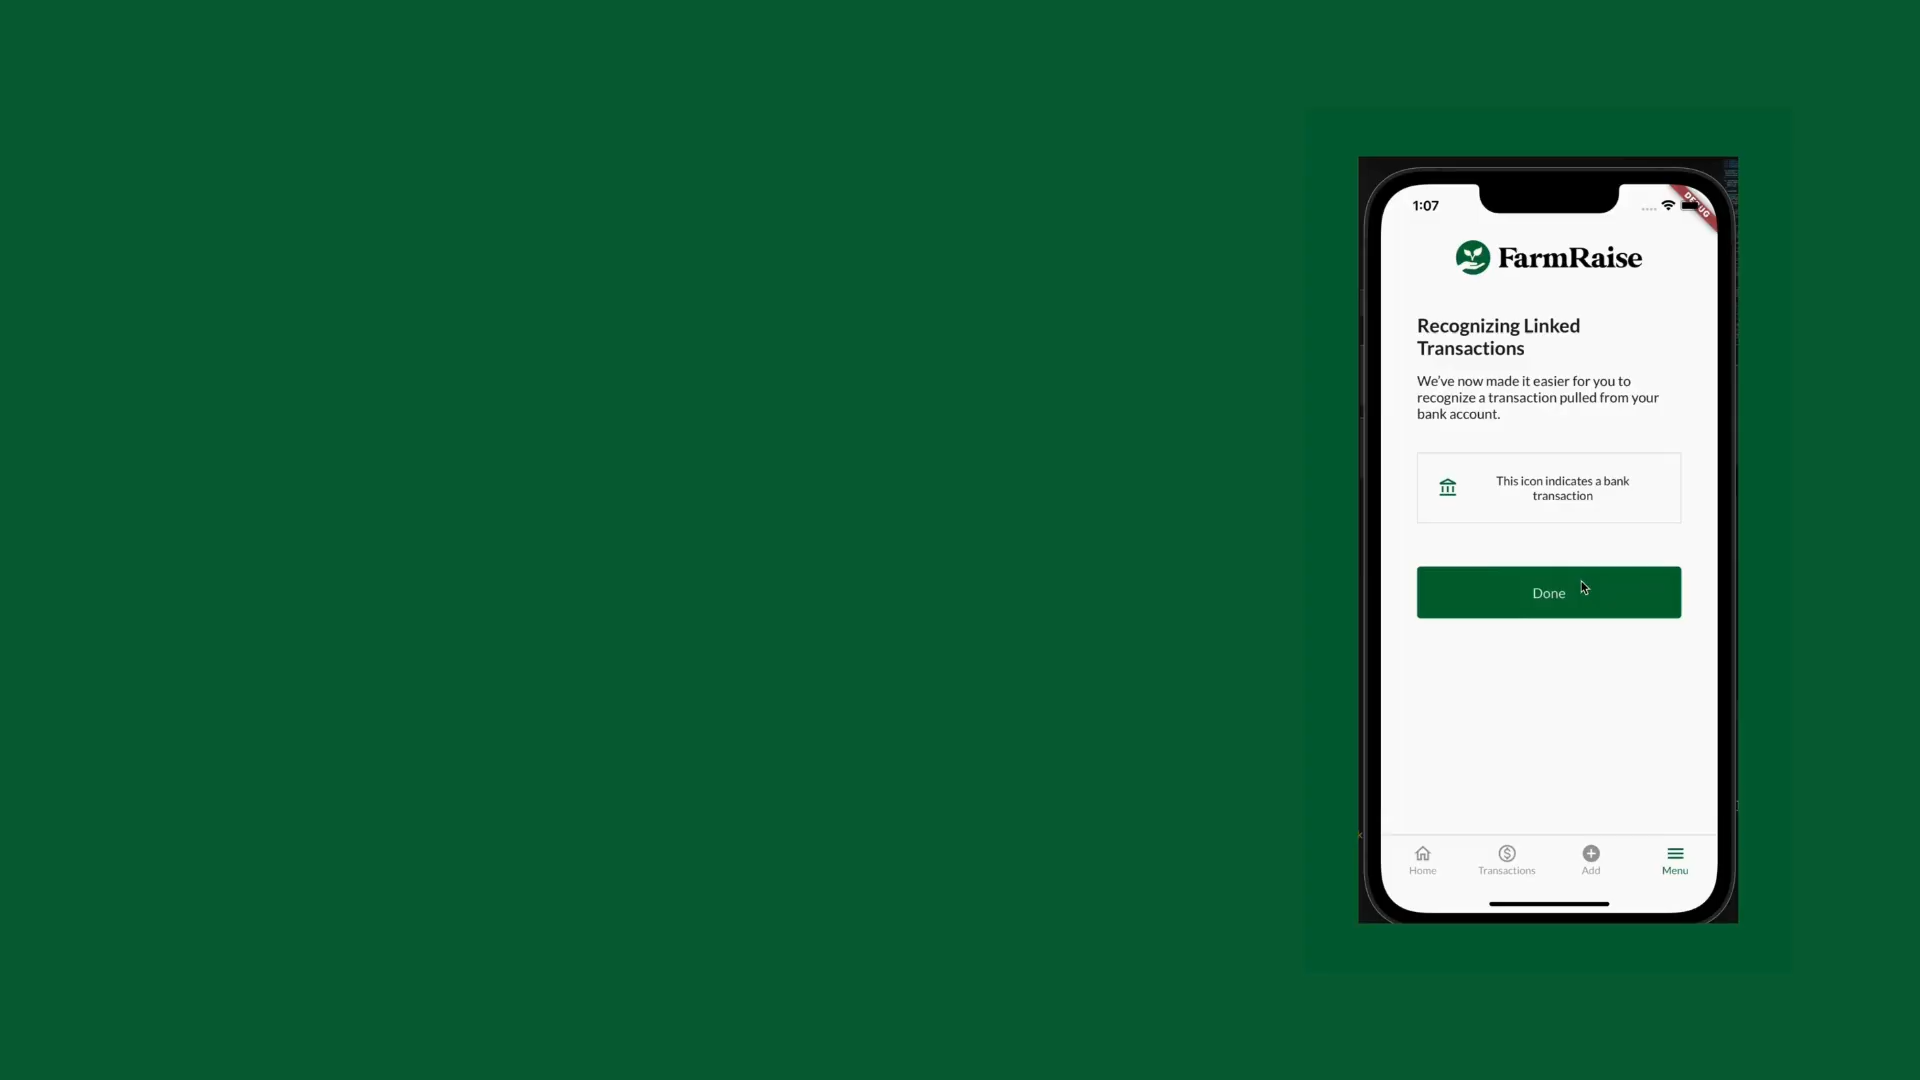 1:07
DEBUG
FarmRaise
Recognizing Linked
Transactions
We've now made it easier for you to
recognize a transaction pulled from your
bank account.
This icon indicates a bank
transaction
Done
Home
Transactions
Add
Menu